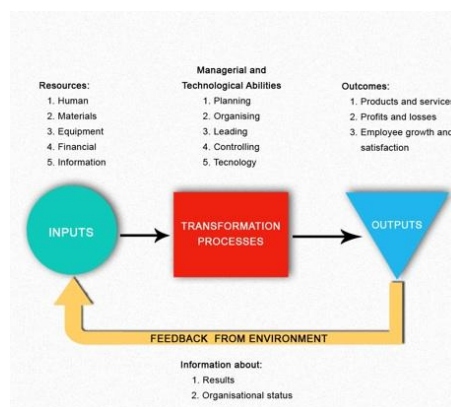 Resources:
1. Human
2. Materials
3. Equipment
4. Financial
5. Information
Managerial and
Technological Abilities
1. Planning
2. Organising
3. Leading
4. Controlling
5. Tecnology
Outcomes:
1. Products and services
2. Profits and losses
3. Employee growth and
satisfaction
INPUTS
TRANSFORMATION
PROCESSES
OUTPUTS
FEEDBACK FROM ENVIRONMENT
Information about:
1. Results
2. Organisational status